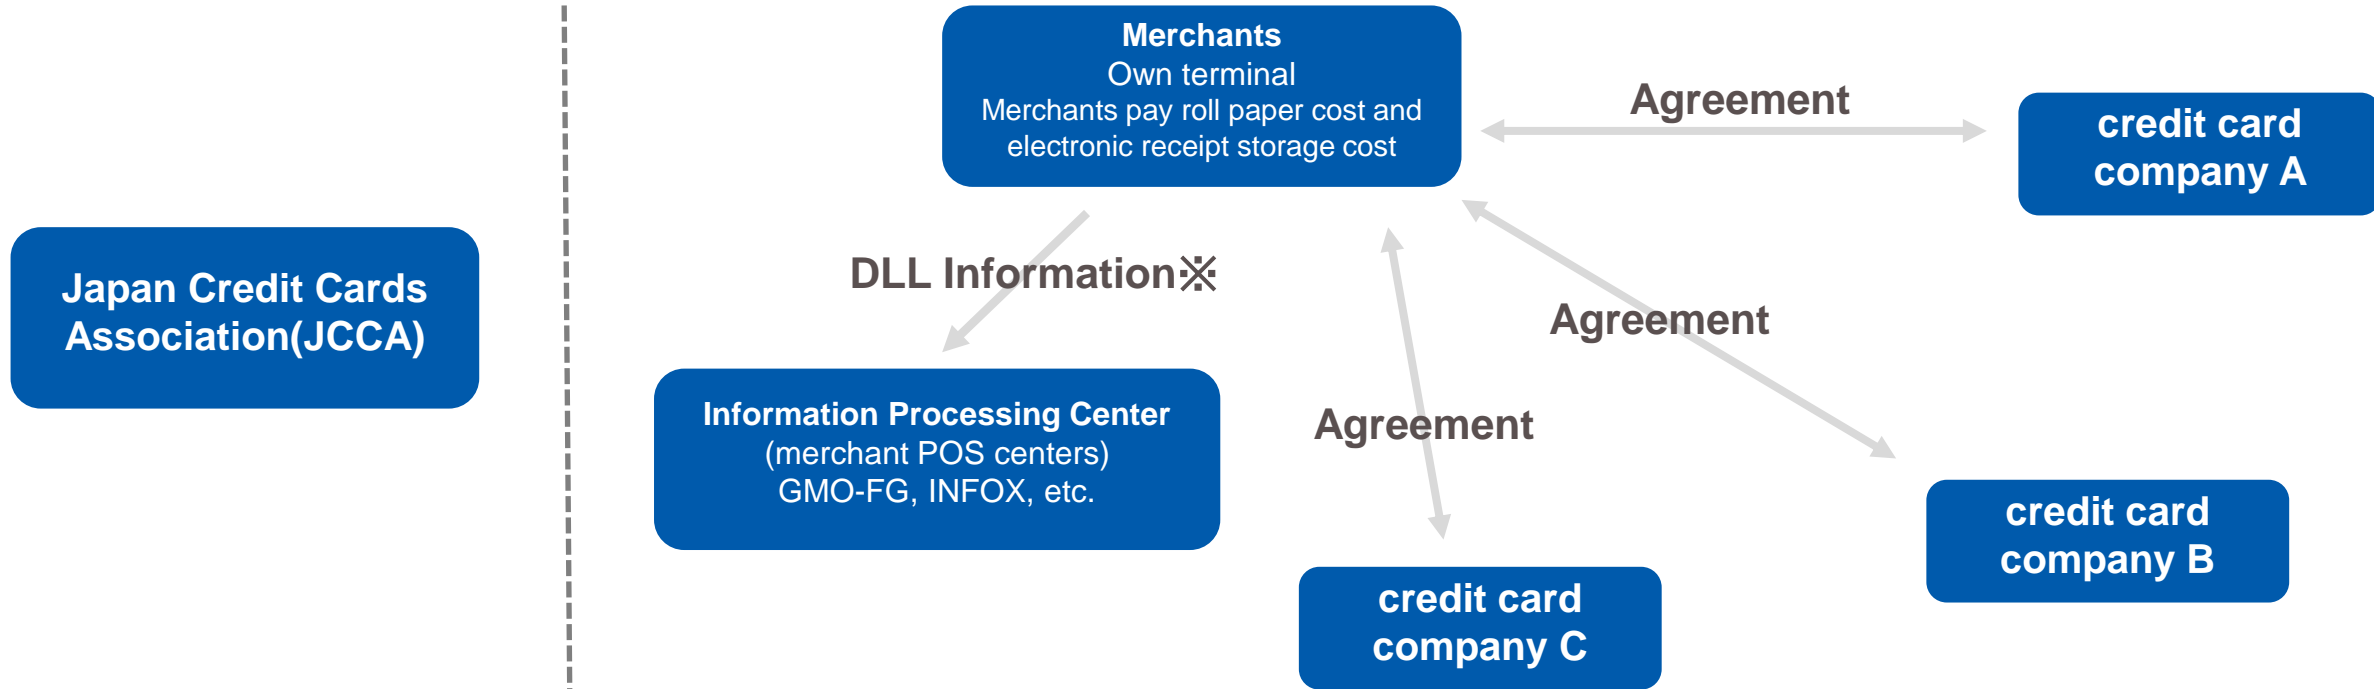 Merchants
Own terminal
Merchants pay roll paper cost and
electronic receipt storage cost
Agreement
credit card
company A
Japan Credit Cards
Association(JCCA)
DLL Information※
Agreement
Information Processing Center
(merchant POS centers)
GMO-FG, INFOX, etc.
Agreement
credit card
company B
credit card
company C